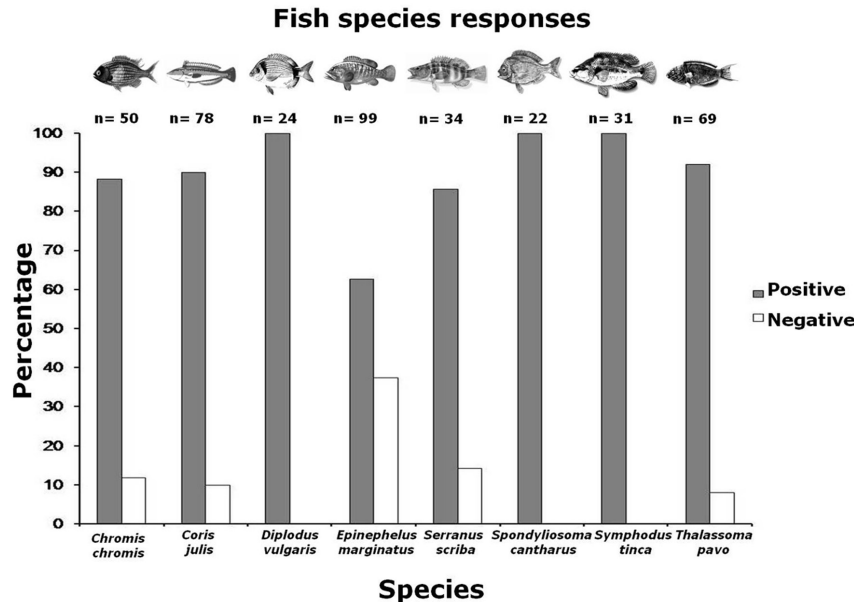 Fish species responses
n= 50 n= 78 n= 24 n= 99 n= 34 n= 22 n= 31 n= 69
100
90
80
70
60
50
40
30
20
10
0
Percentage
Positive
Negative
Chromis chromis
Coris julis
Diplodus vulgaris
Epinephelus marginatus
Serranus scriba
Spondyliosoma cantharus
Symphodus tinca
Thalassoma pavo
Species